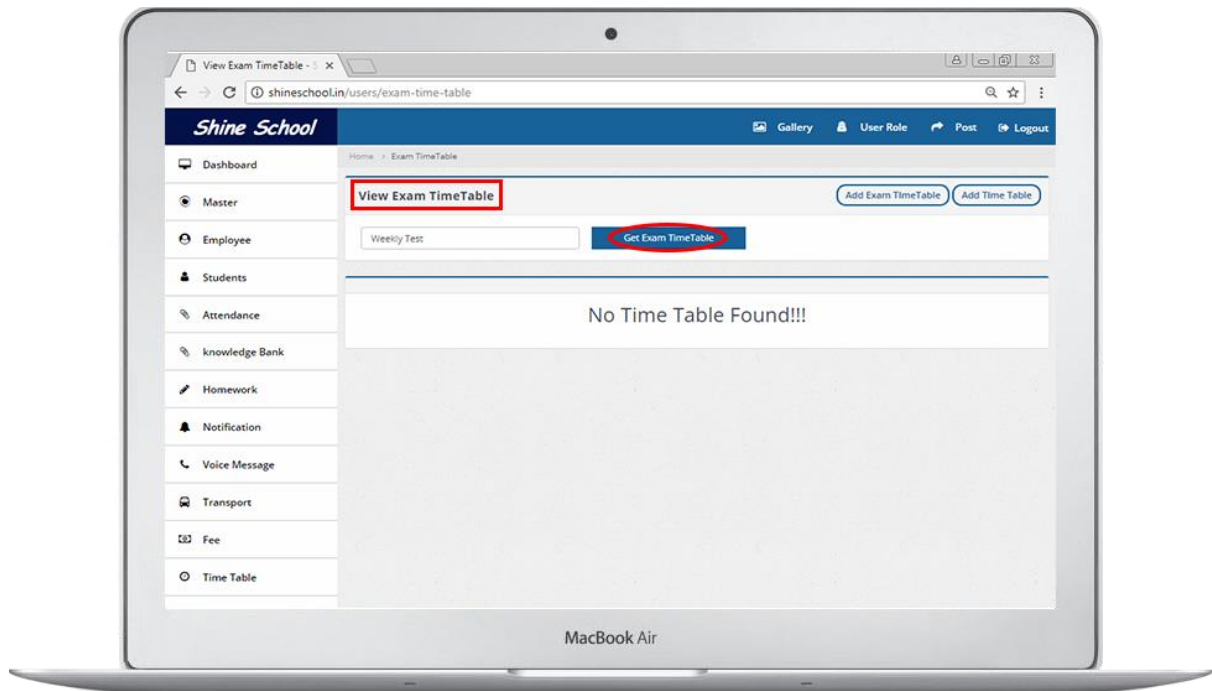 View Exam TimeTable - S
shineschool.in/users/exam-time-table
Shine School
Gallery User Role Post Logout
Home > Exam TimeTable
View Exam TimeTable
Add Exam TimeTable Add Time Table
Weekly Test
Get Exam TimeTable
No Time Table Found!!!
Dashboard
Master
Employee
Students
Attendance
knowledge Bank
Homework
Notification
Voice Message
Transport
Fee
Time Table
MacBook Air